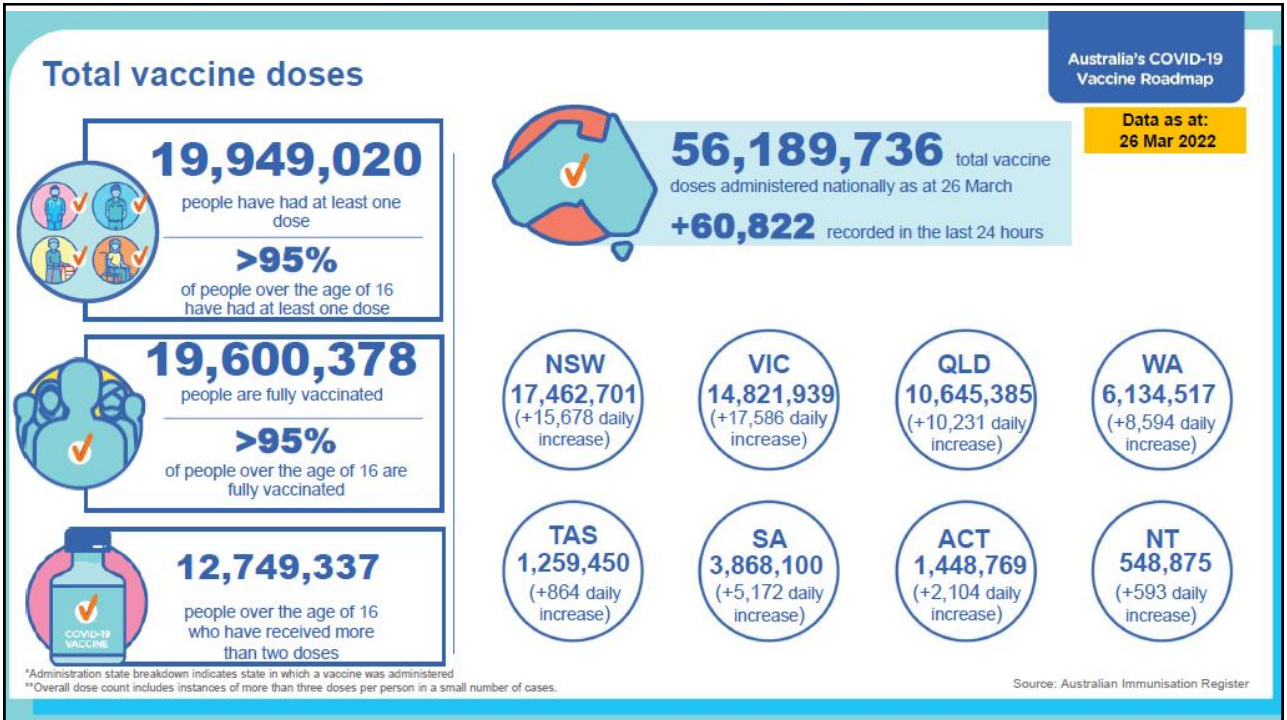 Total vaccine doses
Australia's COVID-19
Vaccine Roadmap
Data as at:
26 Mar 2022
19,949,020
people have had at least one
dose
>95%
of people over the age of 16
have had at least one dose
19,600,378
people are fully vaccinated
>95%
of people over the age of 16 are
fully vaccinated
COVID-19
VACCINE
12,749,337
people over the age of 16
who have received more
than two doses
56,189,736 total vaccine
doses administered nationally as at 26 March
+60,822 recorded in the last 24 hours
NSW
17,462,701
(+15,678 daily
increase)
VIC
14,821,939
(+17,586 daily
increase)
QLD
10,645,385
(+10,231 daily
increase)
WA
6,134,517
(+8,594 daily
increase)
TAS
1,259,450
(+864 daily
increase)
SA
3,868,100
(+5,172 daily
increase)
ACT
1,448,769
(+2,104 daily
increase)
NT
548,875
(+593 daily
increase)
*Administration state breakdown indicates state in which a vaccine was administered
**Overall dose count includes instances of more than three doses per person in a small number of cases.
Source: Australian Immunisation Register